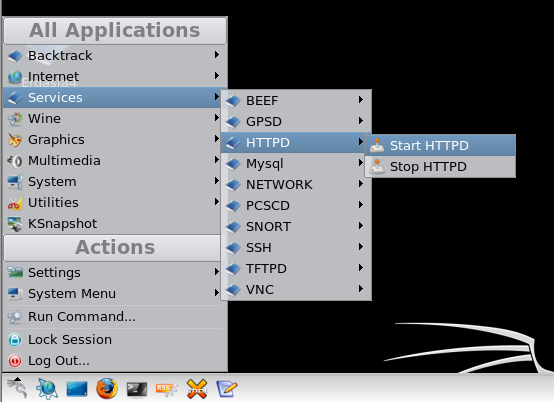 All Applications
Backtrack
Internet
Services
Wine
Graphics
Multimedia
System
Utilities
KSnapshot
Actions
Settings
System Menu
Run Command...
Lock Session
Log Out...
BEEF
GPSD
HTTPD
Mysql
NETWORK
PCSCD
SNORT
SSH
TFTPD
VNC
Start HTTPD
Stop HTTPD